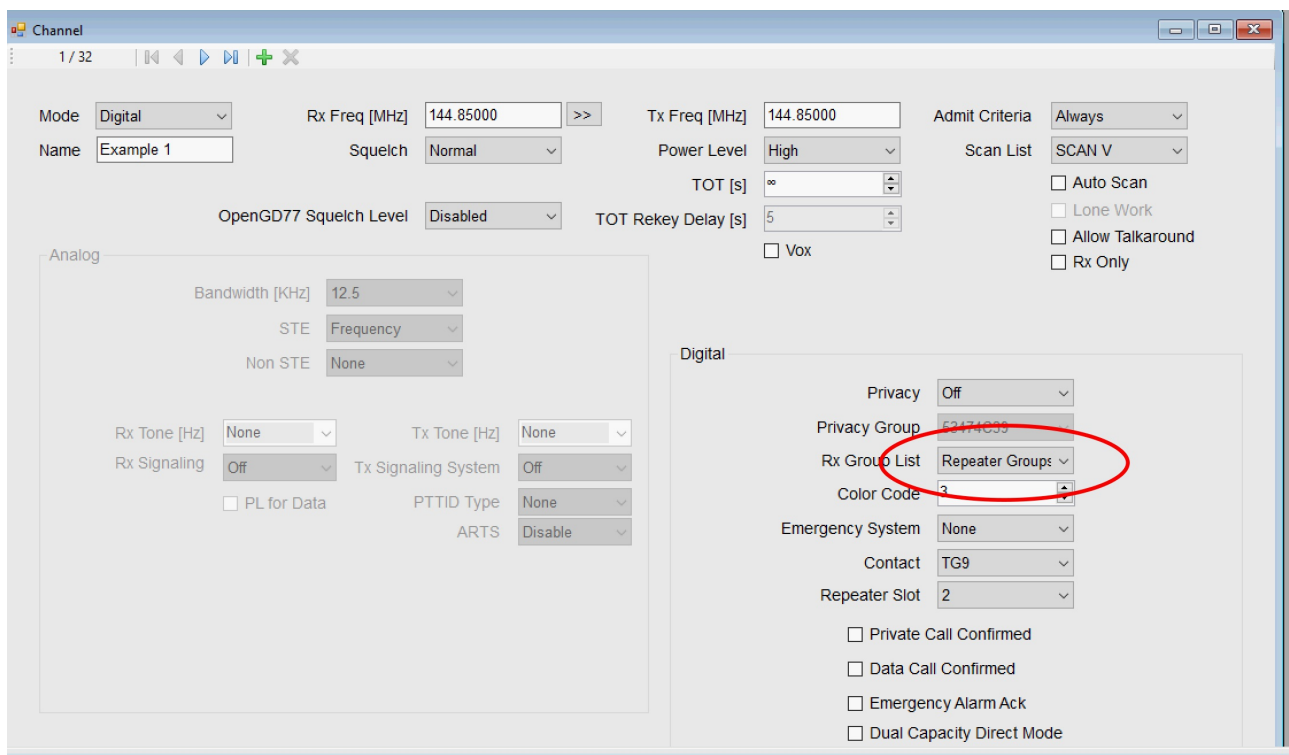 Channel
1 / 32
Mode Digital Rx Freq [MHz] 144.85000 >> Tx Freq [MHz] 144.85000 Admit Criteria Always
Name Example 1 Squelch Normal Power Level High Scan List SCAN V
TOT [s] ∞ Auto Scan
OpenGD77 Squelch Level Disabled TOT Rekey Delay [s] 5 Lone Work
Vox Allow Talkaround
Rx Only
Analog
Bandwidth [KHz] 12.5
STE Frequency
Non STE None
Rx Tone [Hz] None Tx Tone [Hz] None
Rx Signaling Off Tx Signaling System Off
PL for Data PTTID Type None
ARTS Disable
Digital
Privacy Off
Privacy Group 53474C39
Rx Group List Repeater Groups
Color Code 3
Emergency System None
Contact TG9
Repeater Slot 2
Private Call Confirmed
Data Call Confirmed
Emergency Alarm Ack
Dual Capacity Direct Mode